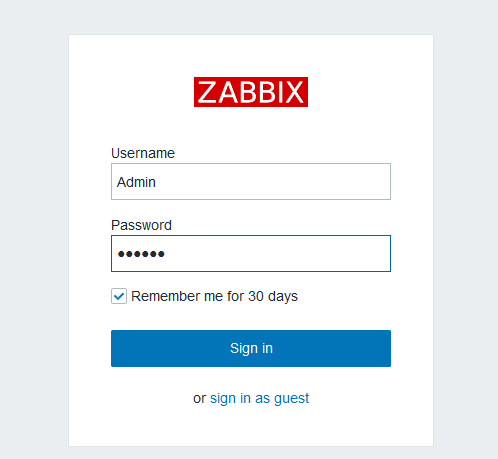 ZABBIX
Username
Admin
Password
••••••
Remember me for 30 days
Sign in
or sign in as guest